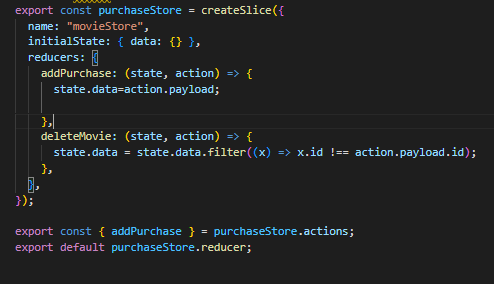 export const purchaseStore = createSlice({
  name: "movieStore",
  initialState: { data: {} },
  reducers: {
    addPurchase: (state, action) => {
      state.data=action.payload;
    },
    deleteMovie: (state, action) => {
      state.data = state.data.filter((x) => x.id !== action.payload.id);
    },
  },
});
export const { addPurchase } = purchaseStore.actions;
export default purchaseStore.reducer;